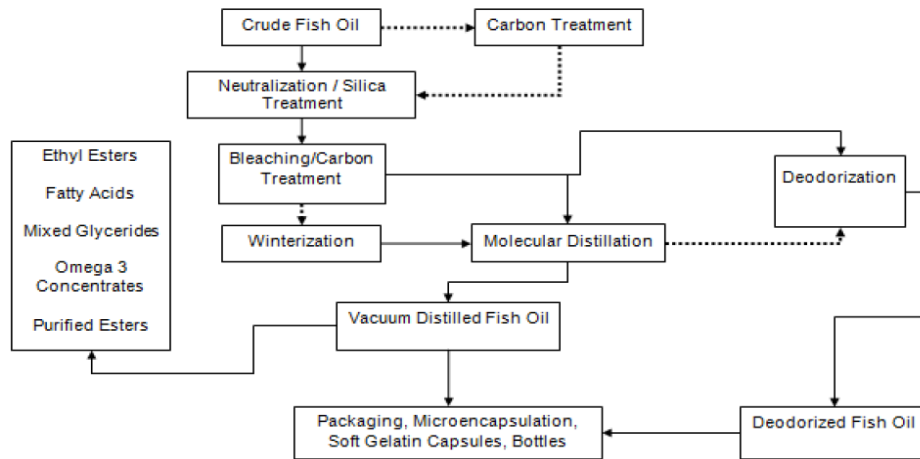 Crude Fish Oil
Carbon Treatment
Neutralization / Silica
Treatment
Bleaching/Carbon
Treatment
Deodorization
Ethyl Esters
Fatty Acids
Mixed Glycerides
Omega 3
Concentrates
Purified Esters
Winterization
Molecular Distillation
Vacuum Distilled Fish Oil
Packaging, Microencapsulation,
Soft Gelatin Capsules, Bottles
Deodorized Fish Oil